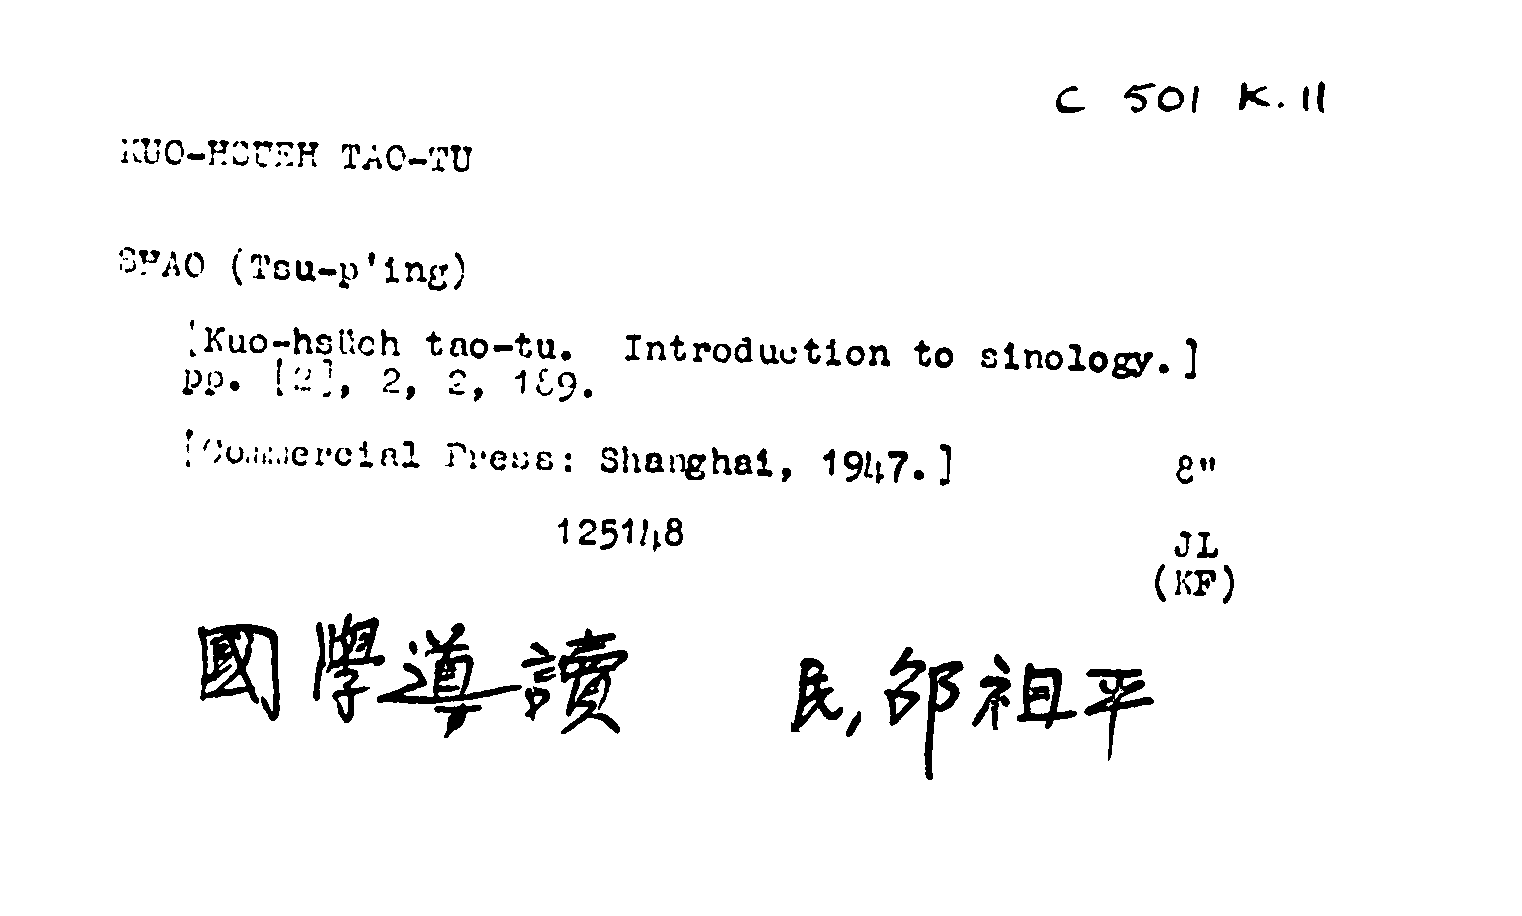 C 501 K.11
KUO-HSUEH TAO-TU
SHAO (Tsu-p'ing)
[Kuo-hsüeh tao-tu. Introduction to sinology.]
pp. [2], 2, 2, 189.
[Commercial Press: Shanghai, 1947.] 8"
125148 JL
(KF)
國學導讀 民,邵祖平